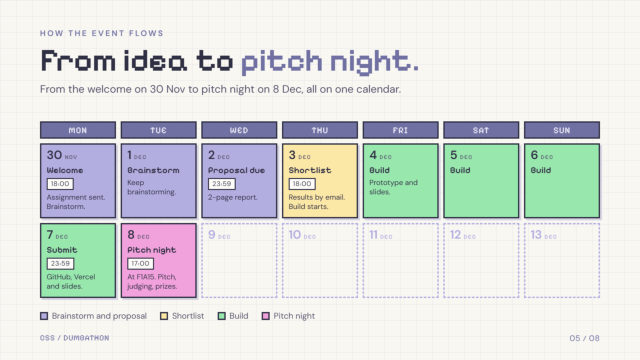 HOW THE EVENT FLOWS
From idea to pitch night.
From the welcome on 30 Nov to pitch night on 8 Dec, all on one calendar.
MON TUE WED THU FRI SAT SUN
30 NOV
Welcome
18:00
Assignment sent.
Brainstorm.
1 DEC
Brainstorm
Keep
brainstorming.
2 DEC
Proposal due
23:59
2-page report.
3 DEC
Shortlist
18:00
Results by email.
Build starts.
4 DEC
Build
Prototype and
slides.
5 DEC
Build
6 DEC
Build
7 DEC
Submit
23:59
GitHub, Vercel
and slides.
8 DEC
Pitch night
17:00
At F1A15. Pitch,
judging, prizes.
9 DEC
10 DEC
11 DEC
12 DEC
13 DEC
Brainstorm and proposal
Shortlist
Build
Pitch night
OSS / DUMBATHON
05 / 08